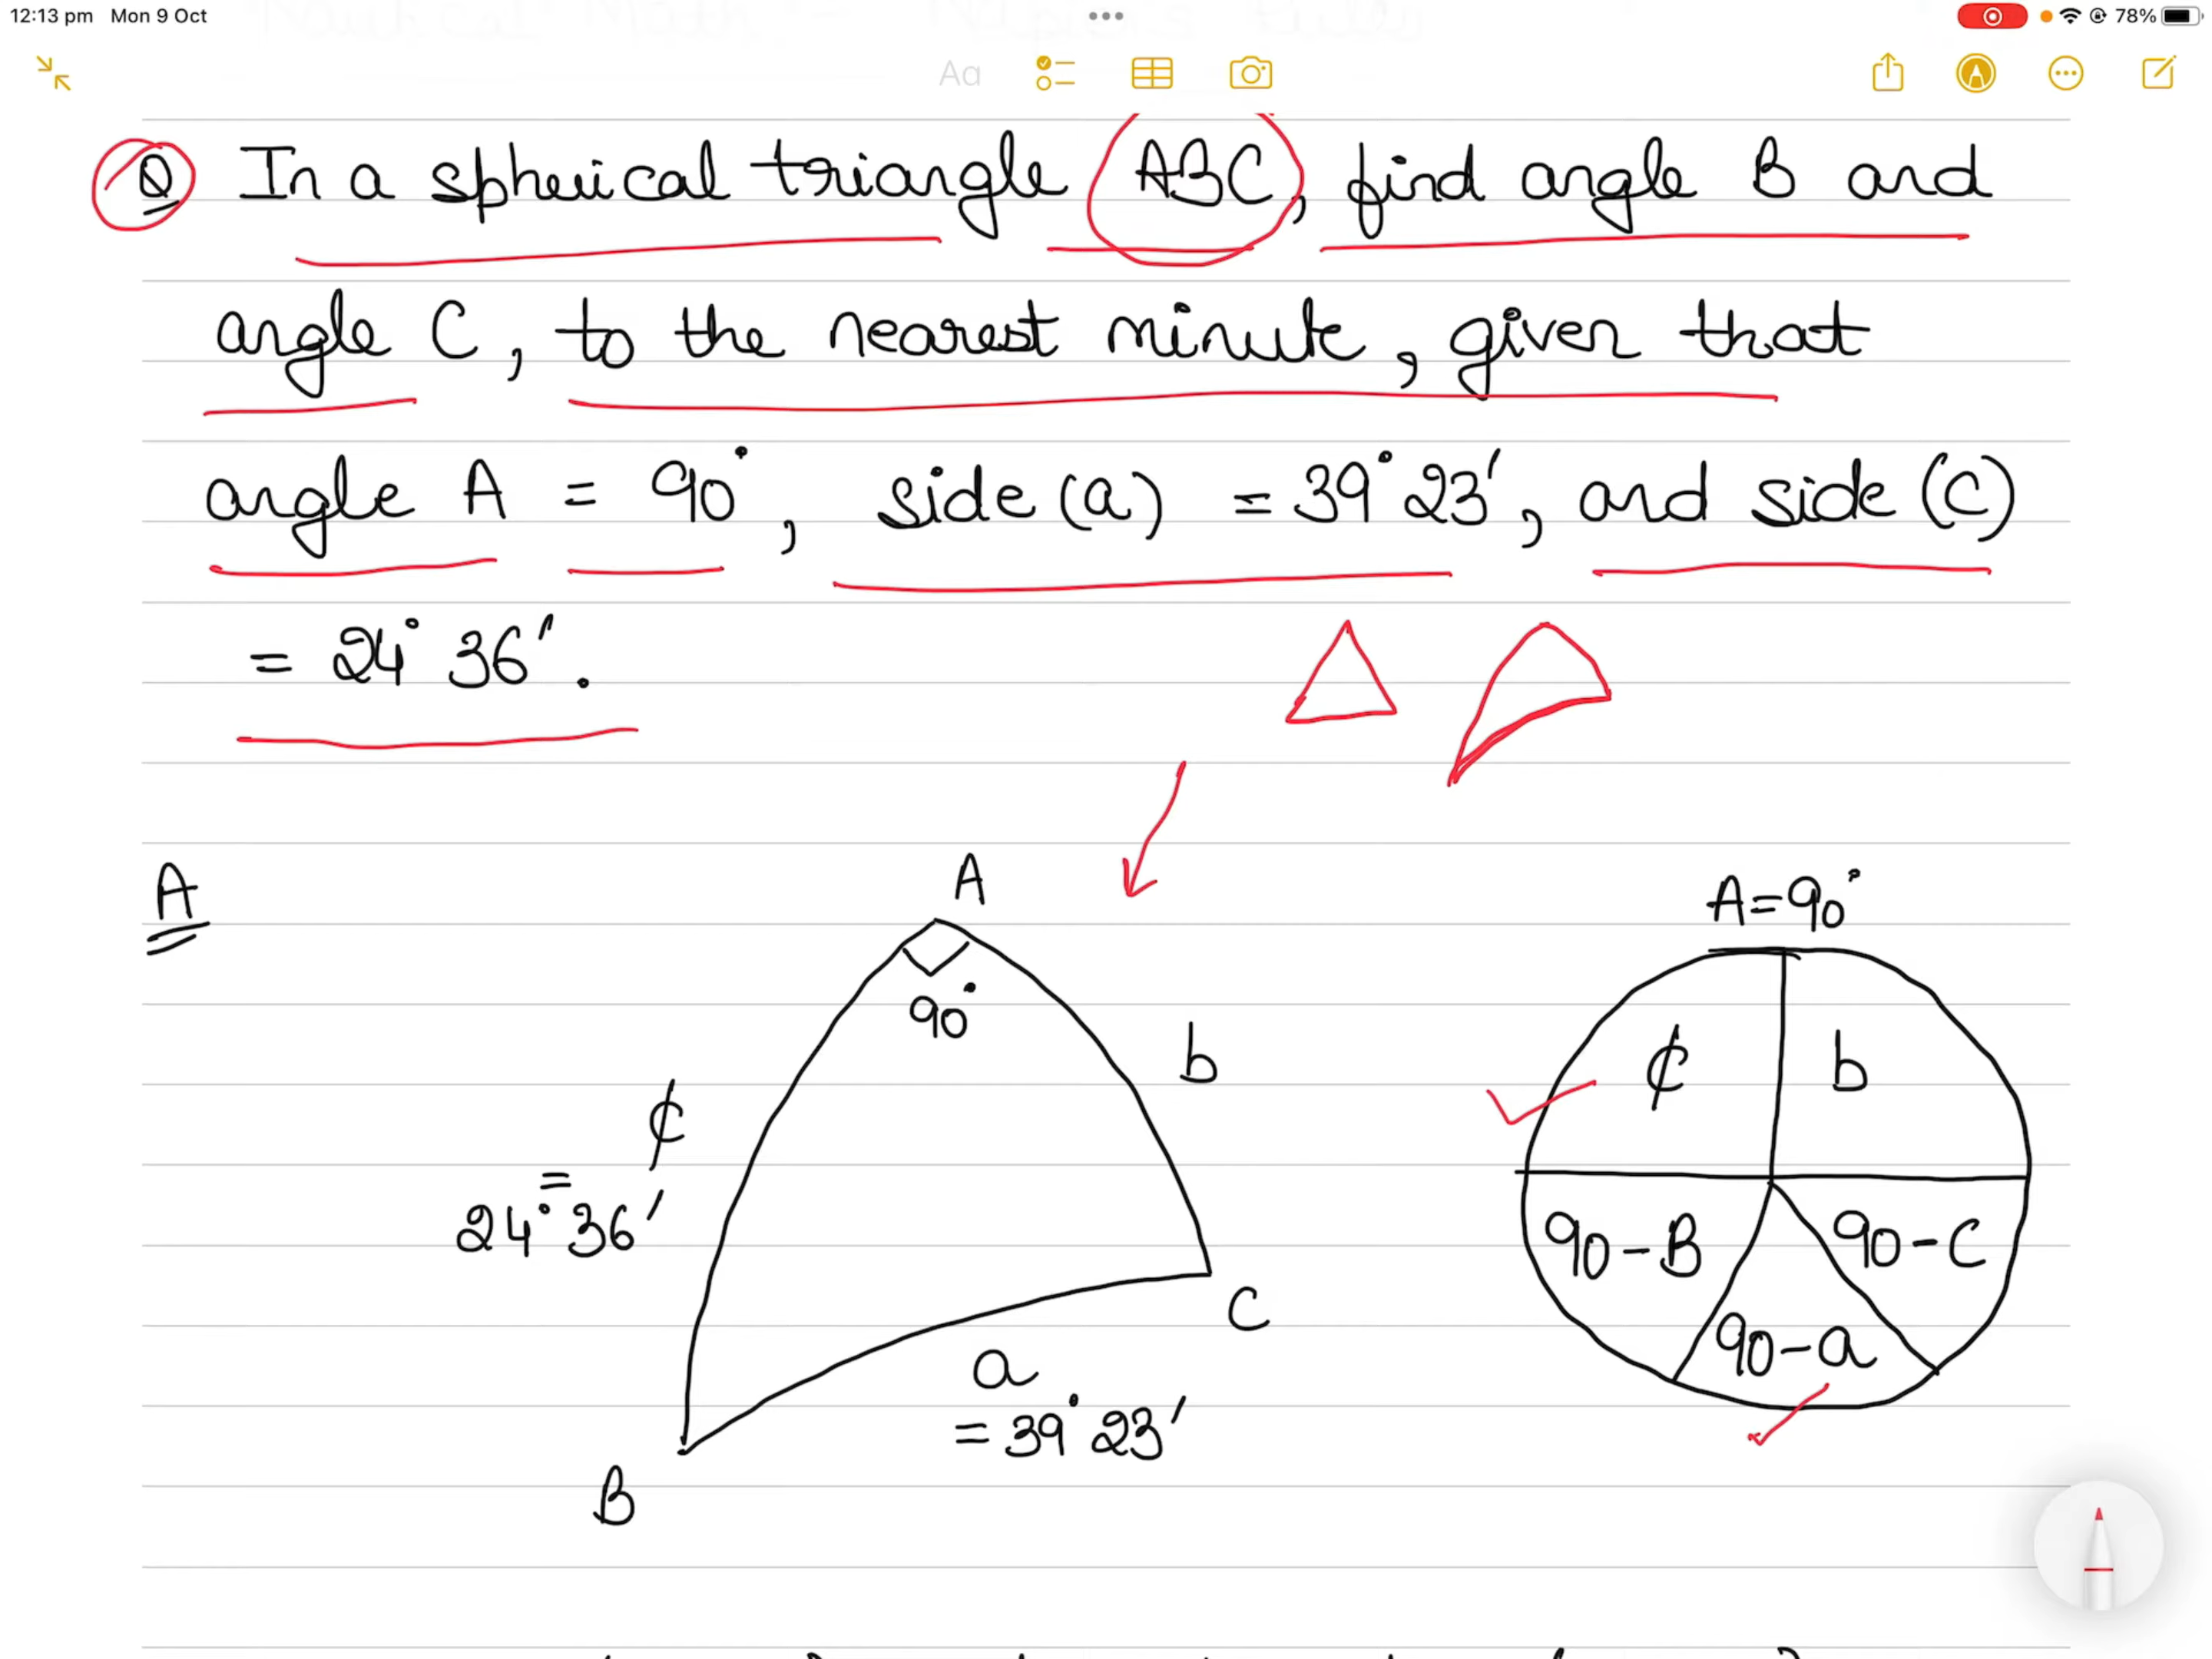 12:13 pm Mon 9 Oct
78%
Aa
Q In a spherical triangle ABC, find angle B and
angle C, to the nearest minute, given that
angle A = 90°, side (a) = 39° 23′, and side (C)
= 24° 36′.
A
A
90°
b
¢
=
24° 36′
C
a
= 39° 23′
B
A=90°
¢ b
90-B 90-C
90-a